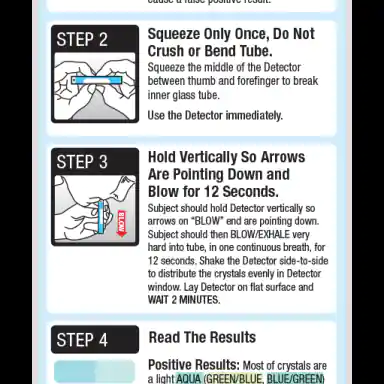 cause a false positive result.
STEP 2
Squeeze Only Once, Do Not
Crush or Bend Tube.
Squeeze the middle of the Detector
between thumb and forefinger to break
inner glass tube.
Use the Detector immediately.
STEP 3
BLOW
Hold Vertically So Arrows
Are Pointing Down and
Blow for 12 Seconds.
Subject should hold Detector vertically so
arrows on “BLOW” end are pointing down.
Subject should then BLOW/EXHALE very
hard into tube, in one continuous breath, for
12 seconds. Shake the Detector side-to-side
to distribute the crystals evenly in Detector
window. Lay Detector on flat surface and
WAIT 2 MINUTES.
STEP 4
Read The Results
Positive Results: Most of crystals are
a light AQUA (GREEN/BLUE, BLUE/GREEN)